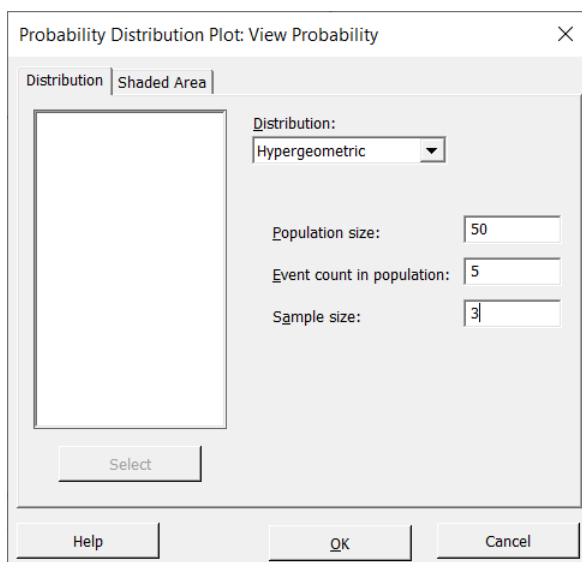 Probability Distribution Plot: View Probability
Distribution Shaded Area
Distribution:
Hypergeometric
Population size: 50
Event count in population: 5
Sample size: 3
Select
Help OK Cancel